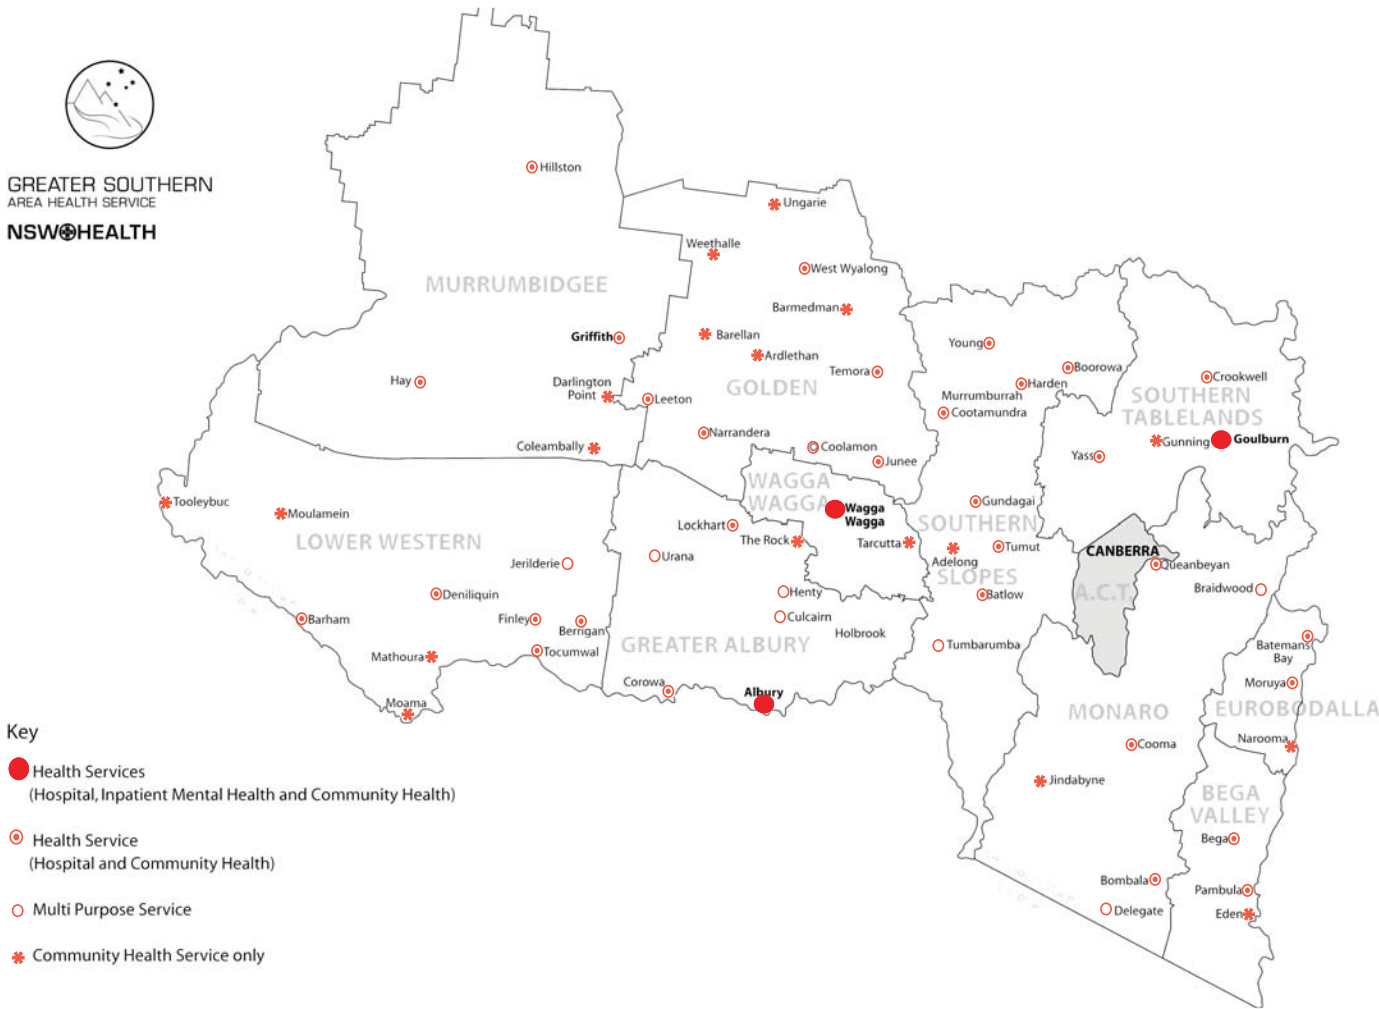 GREATER SOUTHERN
AREA HEALTH SERVICE
NSW HEALTH
Hillston
Ungarie
Weethalle
West Wyalong
MURRUMBIDGEE
Barmedman
Griffith
Barellan
Young
Ardlethan
Boorowa
Temora
Crookwell
Hay
Darlington
Point
GOLDEN
Harden
Murrumburrah
SOUTHERN
TABLELANDS
Leeton
Cootamundra
Narrandera
Gunning
Goulburn
Coleambally
Coolamon
Junee
Yass
WAGGA
WAGGA
Tooleybuc
Gundagai
Moulamein
Wagga
Wagga
Lockhart
SOUTHERN
LOWER WESTERN
The Rock
Tarcutta
Tumut
CANBERRA
Urana
Adelong
Jerilderie
Queanbeyan
SLOPES
Braidwood
A.C.T.
Henty
Deniliquin
Batlow
Barham
Finley
Culcairn
Berrigan
Holbrook
GREATER ALBURY
Tumbarumba
Batemans
Bay
Mathoura
Tocumwal
Corowa
Moruya
Albury
Moama
MONARO
EUROBODALLA
Narooma
Cooma
Jindabyne
BEGA
VALLEY
Bega
Bombala
Pambula
Delegate
Eden
Key
Health Services
(Hospital, Inpatient Mental Health and Community Health)
Health Service
(Hospital and Community Health)
Multi Purpose Service
Community Health Service only